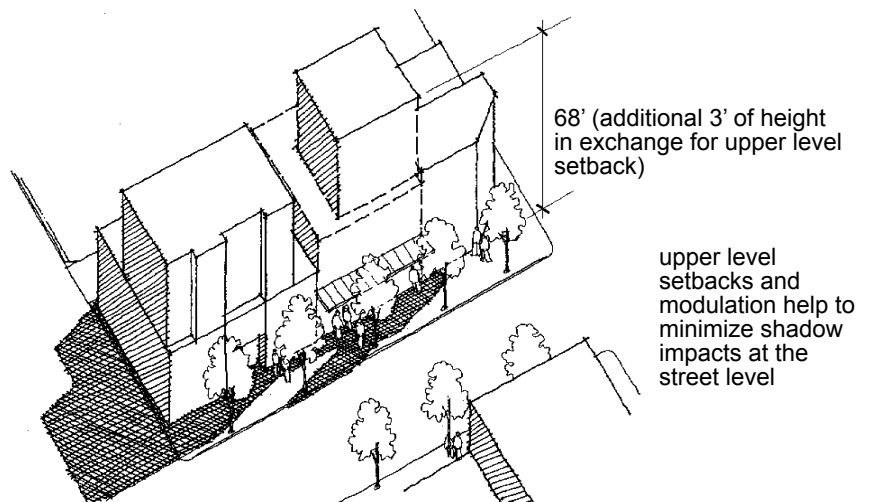 68’ (additional 3’ of height
in exchange for upper level
setback)
upper level
setbacks and
modulation help to
minimize shadow
impacts at the
street level